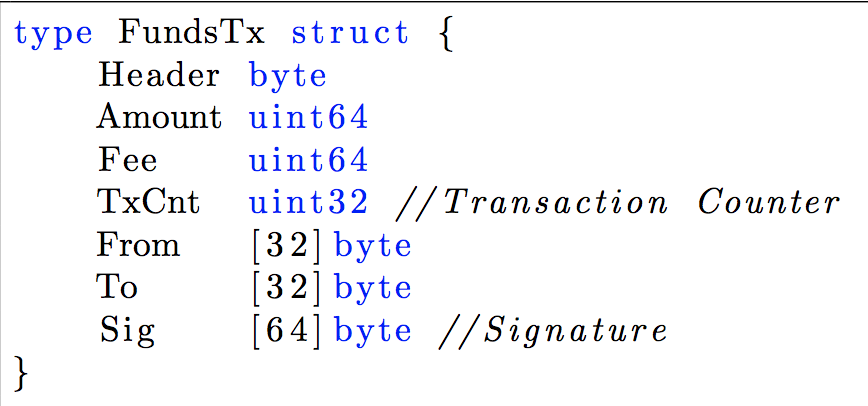 type FundsTx struct {
Header byte
Amount uint64
Fee uint64
TxCnt uint32 //Transaction Counter
From [32]byte
To [32]byte
Sig [64]byte //Signature
}